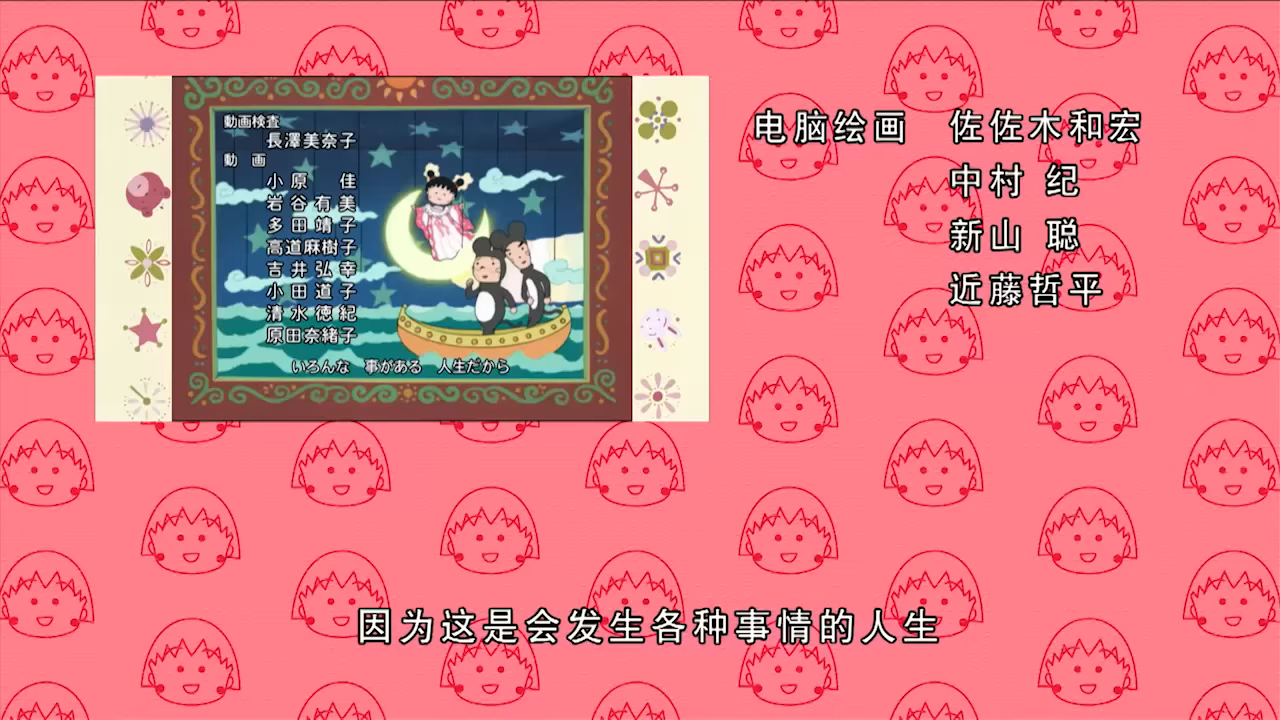 動画検査
長澤美奈子
動 画
小原 佳
岩谷有美
多田靖子
高道麻樹子
吉井弘幸
小田道子
清水徳紀
原田奈緒子
いろんな 事がある 人生だから
电脑绘画 佐佐木和宏
中村 纪
新山 聪
近藤哲平
因为这是会发生各种事情的人生